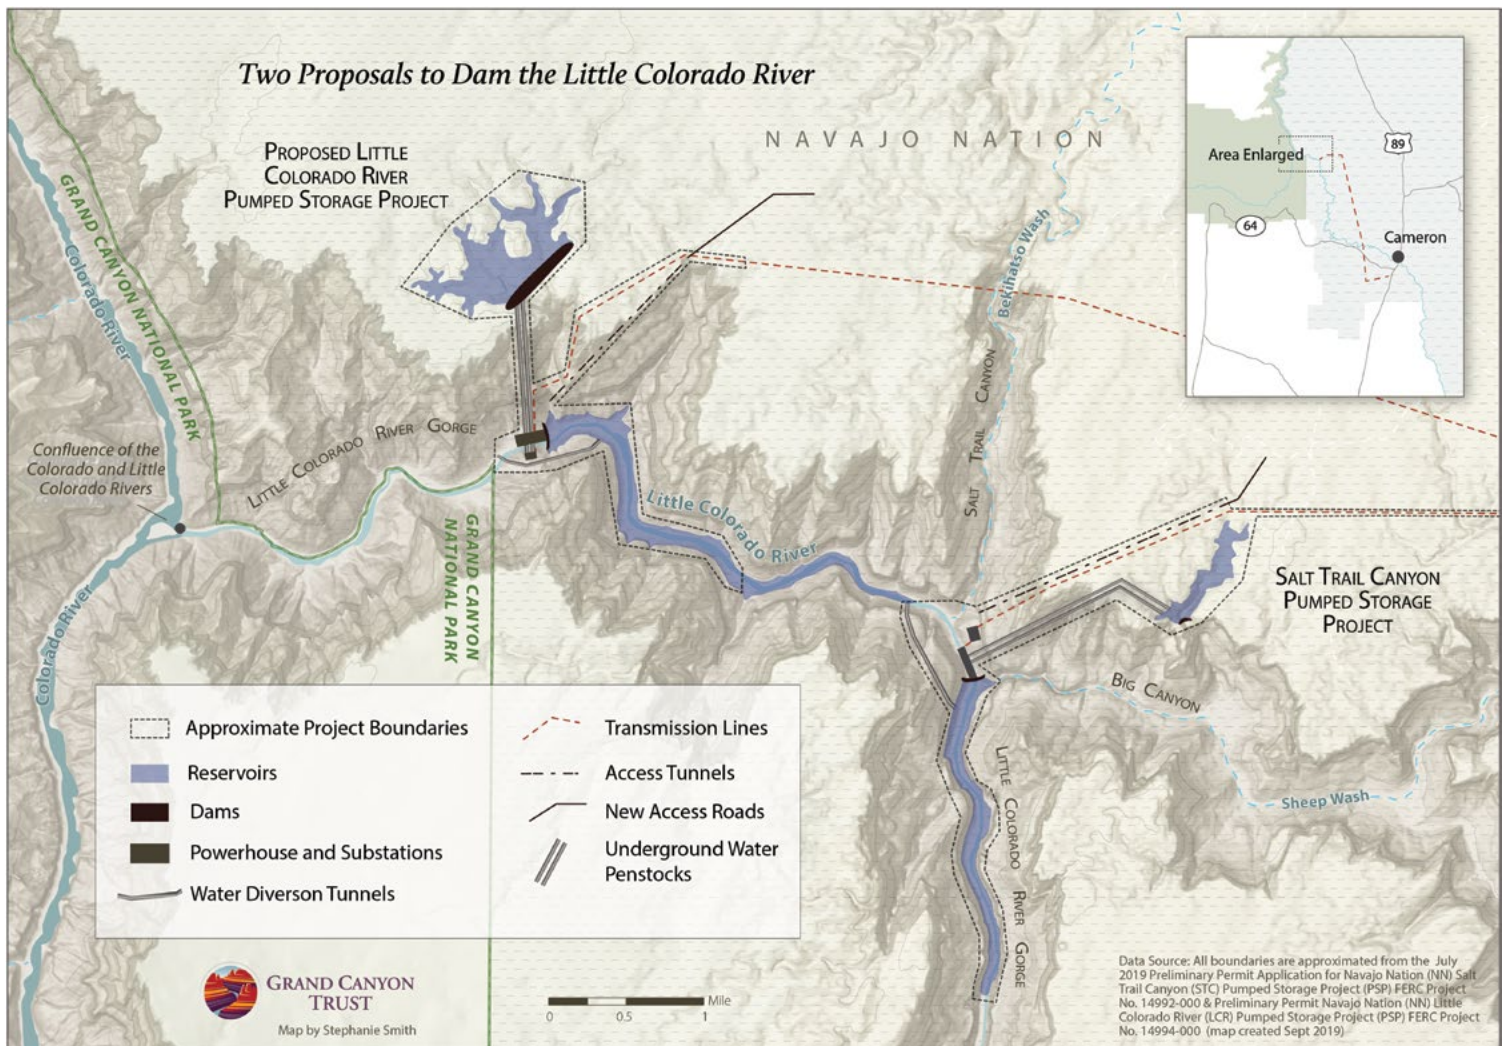 Two Proposals to Dam the Little Colorado River
PROPOSED LITTLE
COLORADO RIVER
PUMPED STORAGE PROJECT
NAVAJO NATION
Area Enlarged
89
64
Cameron
GRAND CANYON NATIONAL PARK
Colorado River
Bekihatso Wash
SALT TRAIL CANYON
LITTLE COLORADO RIVER GORGE
Confluence of the
Colorado and Little
Colorado Rivers
Little Colorado River
GRAND CANYON
NATIONAL PARK
Colorado River
SALT TRAIL CANYON
PUMPED STORAGE
PROJECT
BIG CANYON
Sheep Wash
LITTLE COLORADO RIVER GORGE
Approximate Project Boundaries
Reservoirs
Dams
Powerhouse and Substations
Water Diverson Tunnels
Transmission Lines
Access Tunnels
New Access Roads
Underground Water
Penstocks
GRAND CANYON
TRUST
Map by Stephanie Smith
Mile
0 0.5 1
Data Source: All boundaries are approximated from the July
2019 Preliminary Permit Application for Navajo Nation (NN) Salt
Trail Canyon (STC) Pumped Storage Project (PSP) FERC Project
No. 14992-000 & Preliminary Permit Navajo Nation (NN) Little
Colorado River (LCR) Pumped Storage Project (PSP) FERC Project
No. 14994-000 (map created Sept 2019)